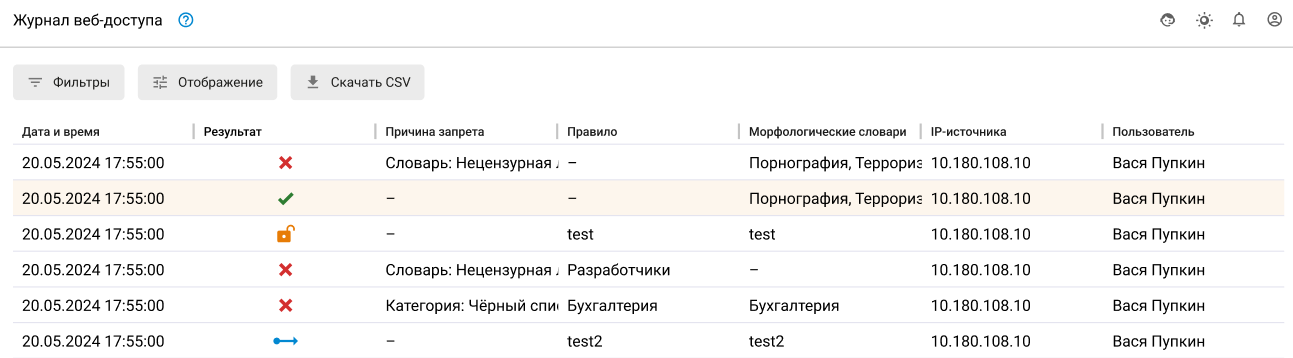 Журнал веб-доступа
Фильтры Отображение Скачать CSV
Дата и время Результат Причина запрета Правило Морфологические словари IP-источника Пользователь
20.05.2024 17:55:00 Словарь: Нецензурная – Порнография, Террориз 10.180.108.10 Вася Пупкин
20.05.2024 17:55:00 – – Порнография, Террориз 10.180.108.10 Вася Пупкин
20.05.2024 17:55:00 – test test 10.180.108.10 Вася Пупкин
20.05.2024 17:55:00 Словарь: Нецензурная Разработчики – 10.180.108.10 Вася Пупкин
20.05.2024 17:55:00 Категория: Чёрный спи Бухгалтерия Бухгалтерия 10.180.108.10 Вася Пупкин
20.05.2024 17:55:00 – test2 test2 10.180.108.10 Вася Пупкин